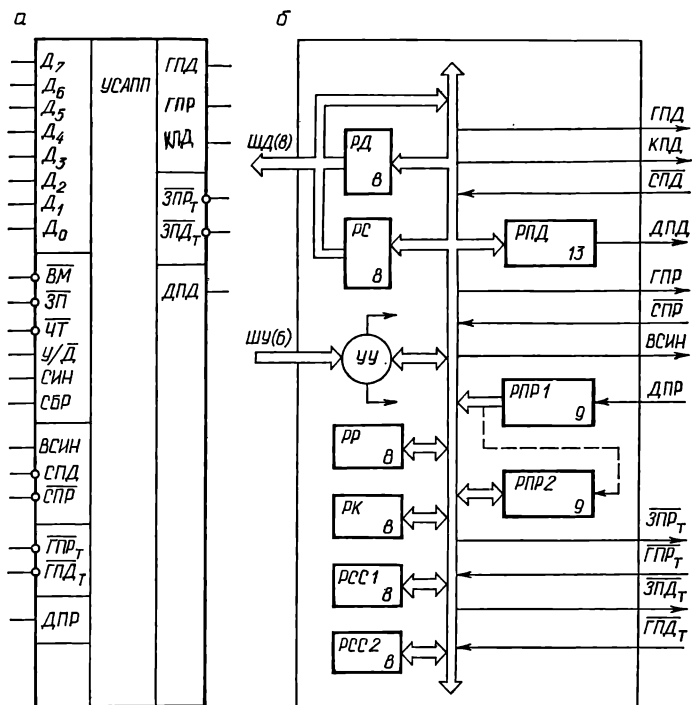 а
Д7
Д6
Д5
Д4
Д3
Д2
Д1
Д0
ВМ
ЗП
ЧТ
У/Д
СИН
СБР
ВСИН
СПД
СПР
ГПРТ
ГПДТ
ДПР
УСАПП
ГПД
ГПР
КПД
ЗПРТ
ЗПДТ
ДПД
б
ШД(8)
РД
8
РС
8
ШУ(6)
УУ
РР
8
РК
8
РСС1
8
РСС2
8
РПД
13
РПР1
9
РПР2
9
ГПД
КПД
СПД
ДПД
ГПР
СПР
ВСИН
ДПР
ЗПРТ
ГПРТ
ЗПДТ
ГПДТ